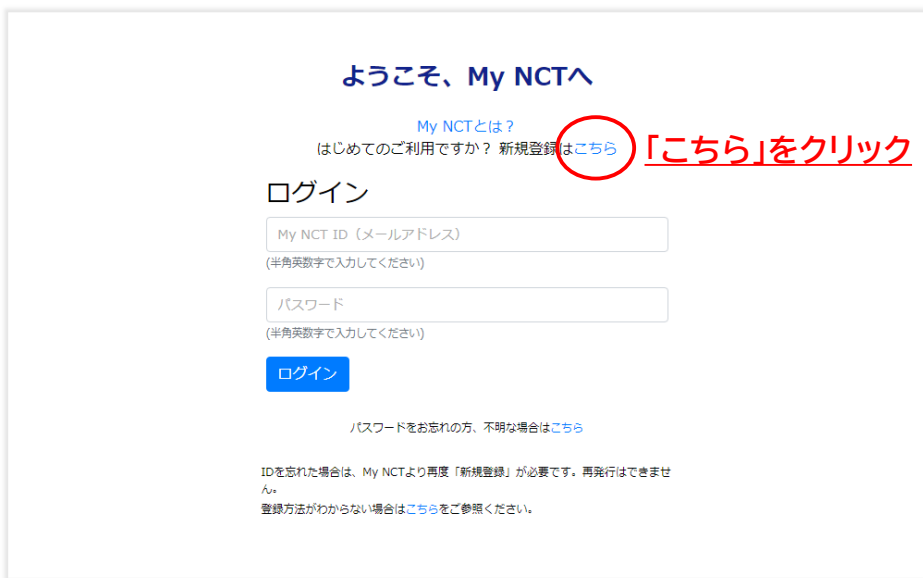 ようこそ、My NCTへ
My NCTとは？
はじめてのご利用ですか？ 新規登録はこちら
「こちら」をクリック
ログイン
My NCT ID（メールアドレス）
(半角英数字で入力してください)
パスワード
(半角英数字で入力してください)
ログイン
パスワードをお忘れの方、不明な場合はこちら
IDを忘れた場合は、My NCTより再度「新規登録」が必要です。再発行はできませ
ん。
登録方法がわからない場合はこちらをご参照ください。